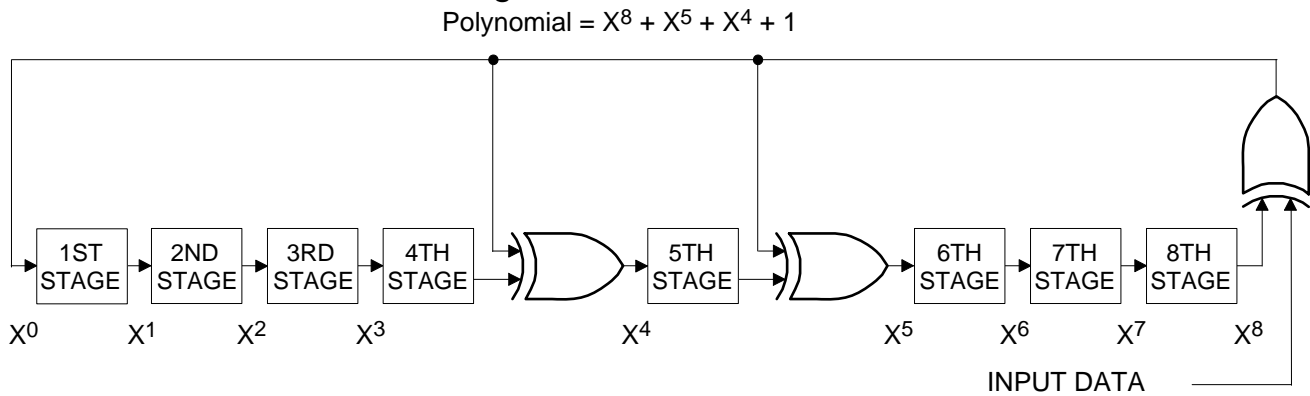 Polynomial = X⁸ + X⁵ + X⁴ + 1
1ST
STAGE
2ND
STAGE
3RD
STAGE
4TH
STAGE
5TH
STAGE
6TH
STAGE
7TH
STAGE
8TH
STAGE
X⁰ X¹ X² X³ X⁴ X⁵ X⁶ X⁷ X⁸
INPUT DATA